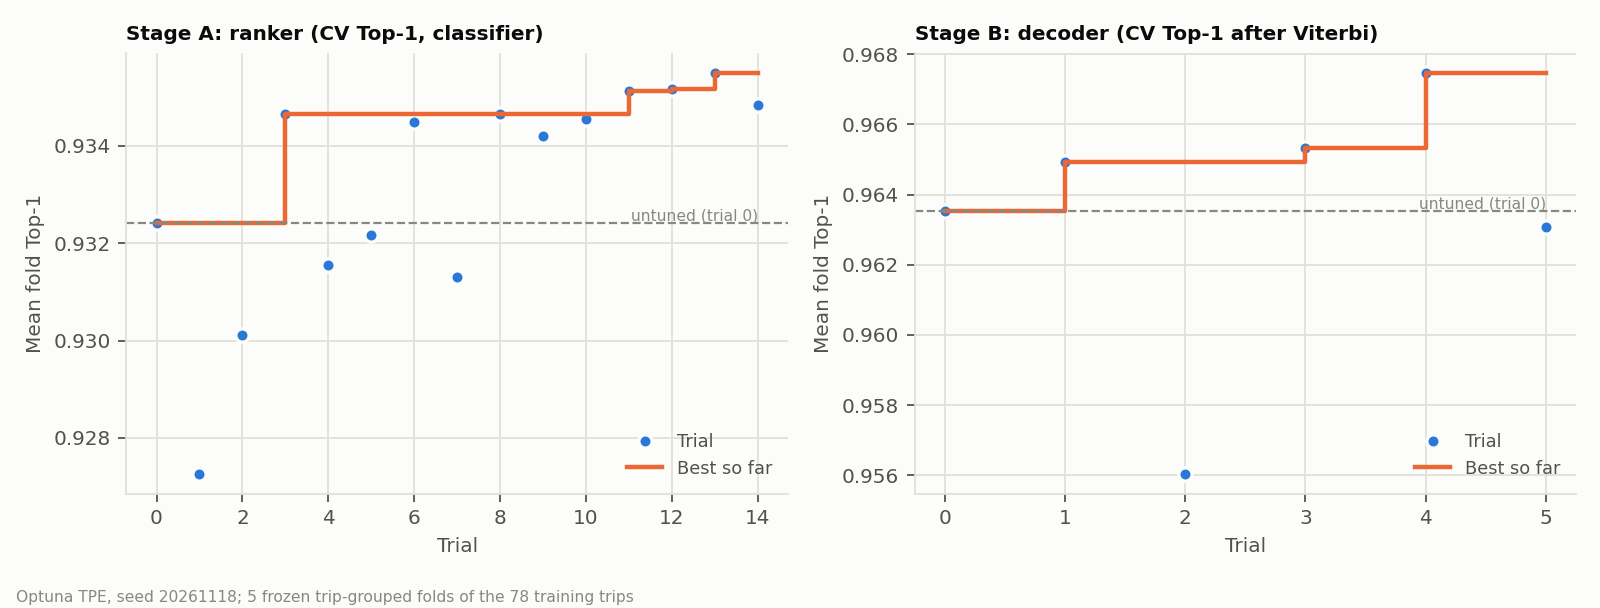 Stage A: ranker (CV Top-1, classifier)
Mean fold Top-1
0.934
0.932
0.930
0.928
untuned (trial 0)
Trial
Best so far
0 2 4 6 8 10 12 14
Trial
Stage B: decoder (CV Top-1 after Viterbi)
Mean fold Top-1
0.968
0.966
0.964
0.962
0.960
0.958
0.956
untuned (trial 0)
Trial
Best so far
0 1 2 3 4 5
Trial
Optuna TPE, seed 20261118; 5 frozen trip-grouped folds of the 78 training trips